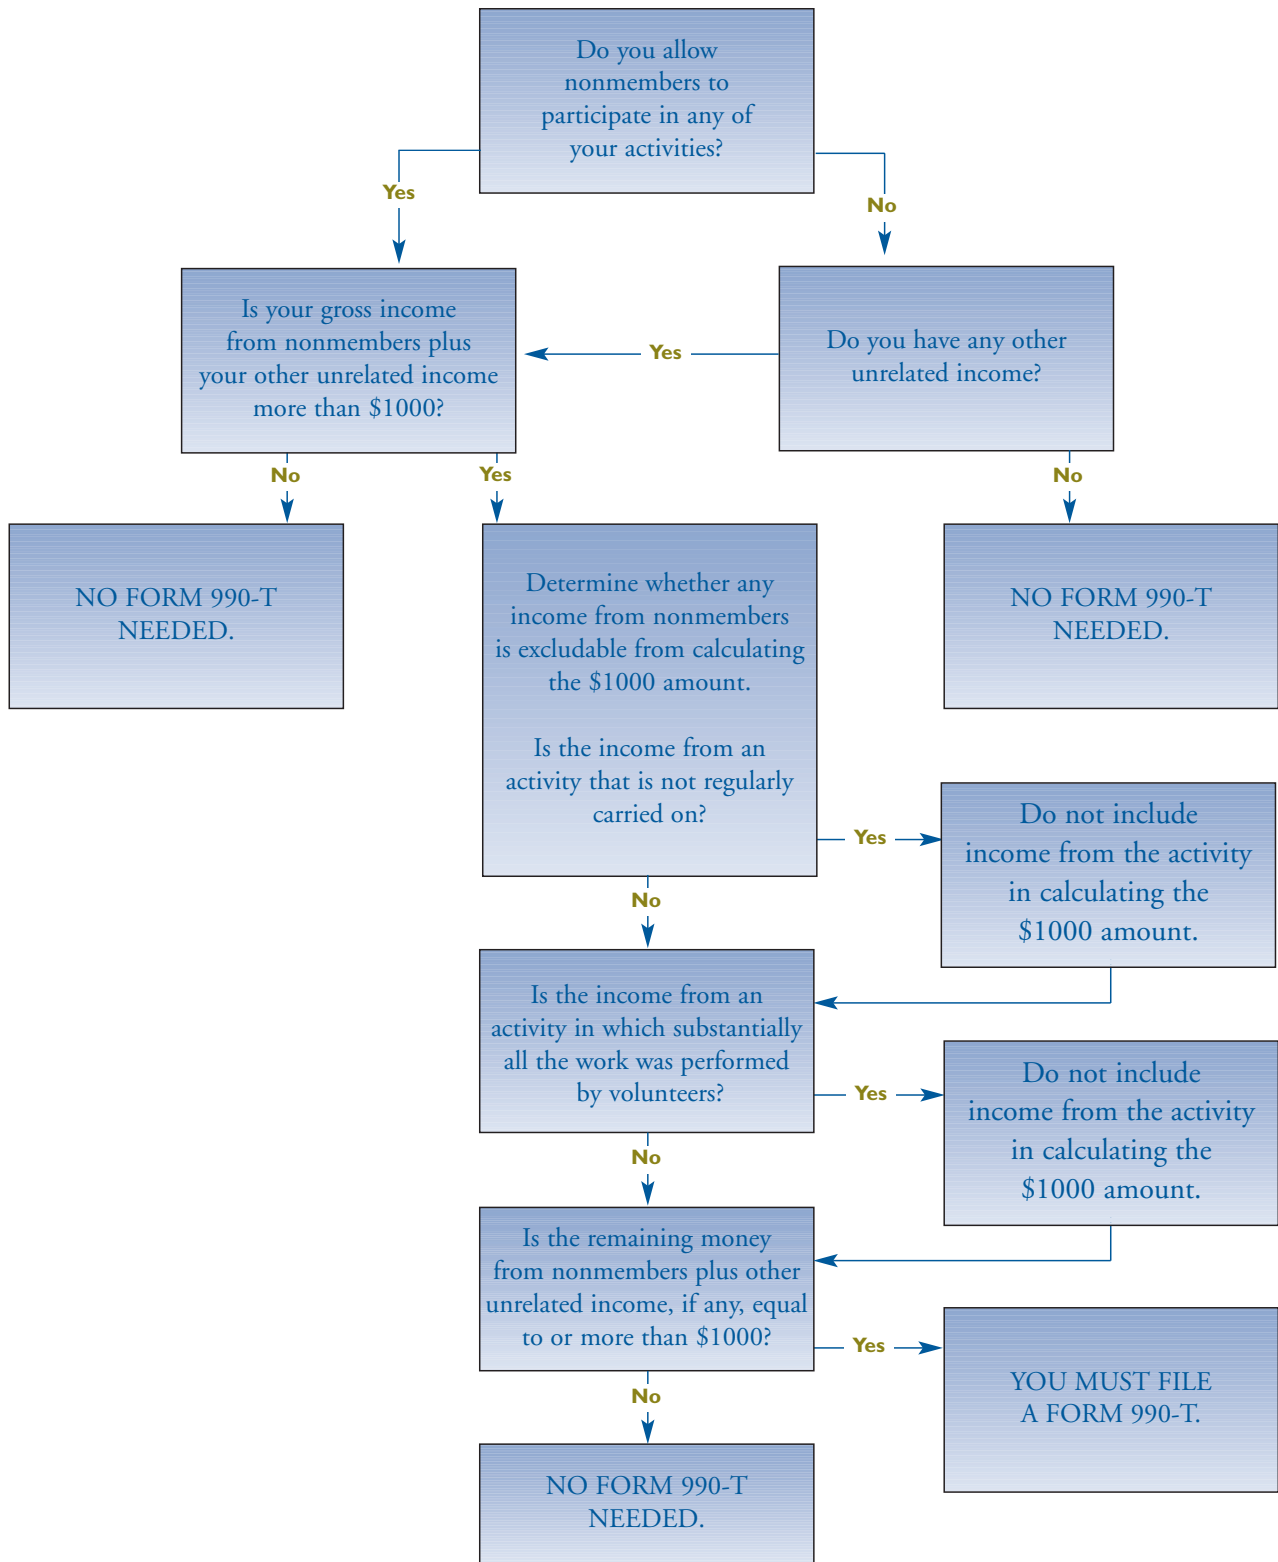 Do you allow
nonmembers to
participate in any of
your activities?
Yes
No
Is your gross income
from nonmembers plus
your other unrelated income
more than $1000?
Yes
Do you have any other
unrelated income?
No
Yes
No
NO FORM 990-T
NEEDED.
Determine whether any
income from nonmembers
is excludable from calculating
the $1000 amount.
Is the income from an
activity that is not regularly
carried on?
NO FORM 990-T
NEEDED.
Yes
Do not include
income from the activity
in calculating the
$1000 amount.
No
Is the income from an
activity in which substantially
all the work was performed
by volunteers?
Yes
Do not include
income from the activity
in calculating the
$1000 amount.
No
Is the remaining money
from nonmembers plus other
unrelated income, if any, equal
to or more than $1000?
Yes
YOU MUST FILE
A FORM 990-T.
No
NO FORM 990-T
NEEDED.